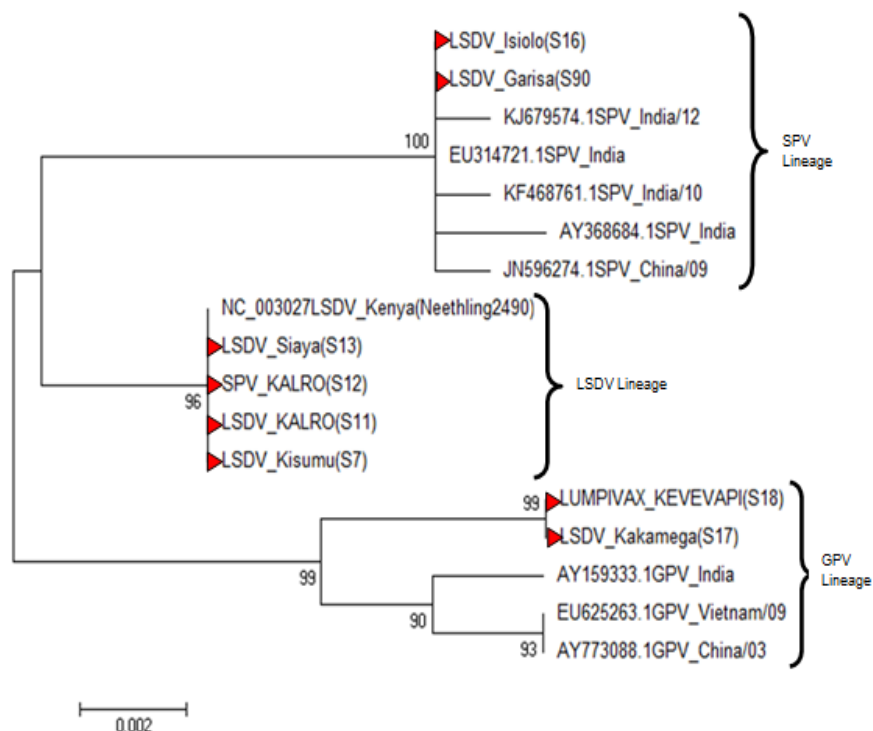 LSDV_Isiolo(S16)
LSDV_Garisa(S90
KJ679574.1SPV_India/12
100
EU314721.1SPV_India
SPV
Lineage
KF468761.1SPV_India/10
AY368684.1SPV_India
JN596274.1SPV_China/09
NC_003027LSDV_Kenya(Neethling2490)
LSDV_Siaya(S13)
SPV_KALRO(S12)
LSDV Lineage
96
LSDV_KALRO(S11)
LSDV_Kisumu(S7)
99
LUMPIVAX_KEVEVAPI(S18)
LSDV_Kakamega(S17)
GPV
Lineage
99
AY159333.1GPV_India
90
EU625263.1GPV_Vietnam/09
93
AY773088.1GPV_China/03
0.002